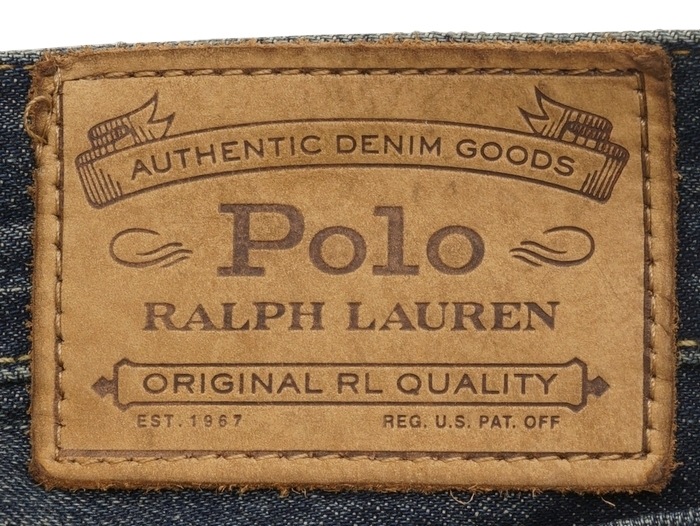 AUTHENTIC DENIM GOODS
Polo
RALPH LAUREN
ORIGINAL RL QUALITY
EST. 1967 REG. U.S. PAT. OFF